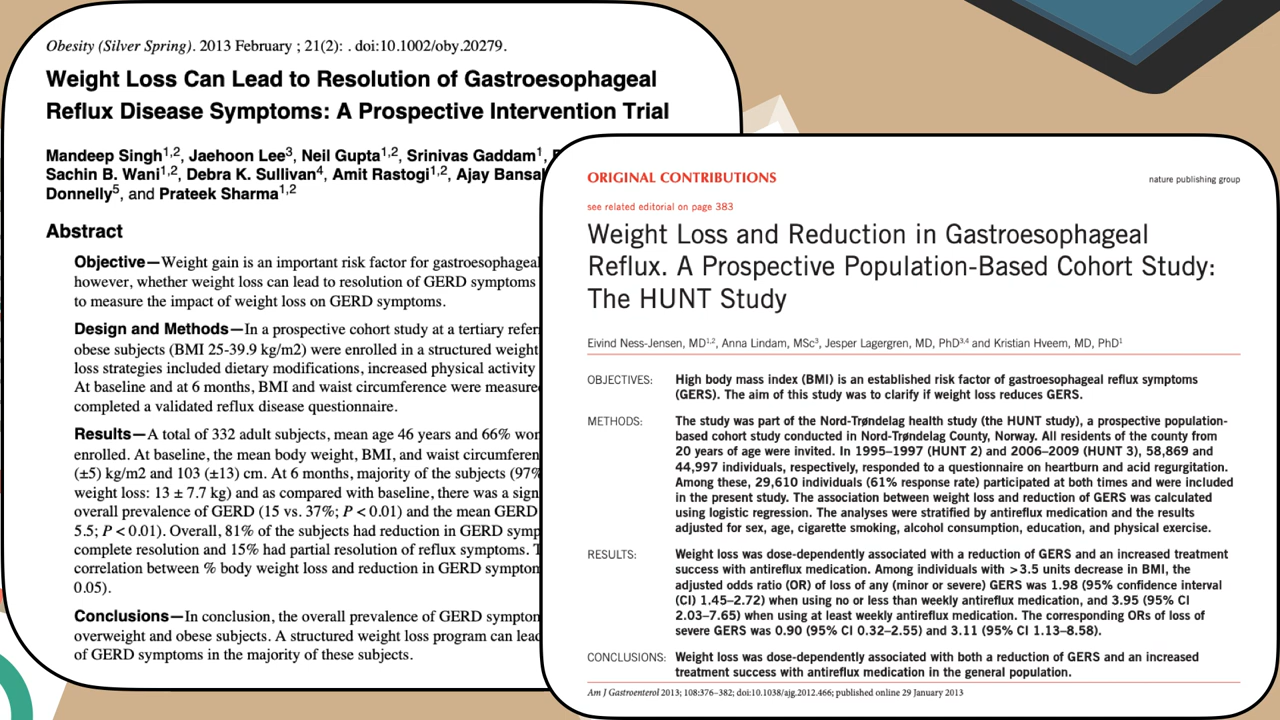 Obesity (Silver Spring). 2013 February ; 21(2): . doi:10.1002/oby.20279.
Weight Loss Can Lead to Resolution of Gastroesophageal
Reflux Disease Symptoms: A Prospective Intervention Trial
Mandeep Singh1,2, Jaehoon Lee3, Neil Gupta1,2, Srinivas Gaddam1,
Sachin B. Wani1,2, Debra K. Sullivan4, Amit Rastogi1,2, Ajay Bansal
Donnelly5, and Prateek Sharma1,2
Abstract
Objective—Weight gain is an important risk factor for gastroesophageal
however, whether weight loss can lead to resolution of GERD symptoms
to measure the impact of weight loss on GERD symptoms.
Design and Methods—In a prospective cohort study at a tertiary refer
obese subjects (BMI 25-39.9 kg/m2) were enrolled in a structured weight
loss strategies included dietary modifications, increased physical activity
At baseline and at 6 months, BMI and waist circumference were measure
completed a validated reflux disease questionnaire.
Results—A total of 332 adult subjects, mean age 46 years and 66% wom
enrolled. At baseline, the mean body weight, BMI, and waist circumferen
(±5) kg/m2 and 103 (±13) cm. At 6 months, majority of the subjects (97%
weight loss: 13 ± 7.7 kg) and as compared with baseline, there was a sign
overall prevalence of GERD (15 vs. 37%; P < 0.01) and the mean GERD
5.5; P < 0.01). Overall, 81% of the subjects had reduction in GERD symp
complete resolution and 15% had partial resolution of reflux symptoms. T
correlation between % body weight loss and reduction in GERD symptom
0.05).
Conclusions—In conclusion, the overall prevalence of GERD symptom
overweight and obese subjects. A structured weight loss program can lead
of GERD symptoms in the majority of these subjects.
ORIGINAL CONTRIBUTIONS
nature publishing group
see related editorial on page 383
Weight Loss and Reduction in Gastroesophageal
Reflux. A Prospective Population-Based Cohort Study:
The HUNT Study
Eivind Ness-Jensen, MD1,2, Anna Lindam, MSc3, Jesper Lagergren, MD, PhD3,4 and Kristian Hveem, MD, PhD1
OBJECTIVES: High body mass index (BMI) is an established risk factor of gastroesophageal reflux symptoms
(GERS). The aim of this study was to clarify if weight loss reduces GERS.
METHODS: The study was part of the Nord-Trøndelag health study (the HUNT study), a prospective population-
based cohort study conducted in Nord-Trøndelag County, Norway. All residents of the county from
20 years of age were invited. In 1995–1997 (HUNT 2) and 2006–2009 (HUNT 3), 58,869 and
44,997 individuals, respectively, responded to a questionnaire on heartburn and acid regurgitation.
Among these, 29,610 individuals (61% response rate) participated at both times and were included
in the present study. The association between weight loss and reduction of GERS was calculated
using logistic regression. The analyses were stratified by antireflux medication and the results
adjusted for sex, age, cigarette smoking, alcohol consumption, education, and physical exercise.
RESULTS: Weight loss was dose-dependently associated with a reduction of GERS and an increased treatment
success with antireflux medication. Among individuals with >3.5 units decrease in BMI, the
adjusted odds ratio (OR) of loss of any (minor or severe) GERS was 1.98 (95% confidence interval
(CI) 1.45–2.72) when using no or less than weekly antireflux medication, and 3.95 (95% CI
2.03–7.65) when using at least weekly antireflux medication. The corresponding ORs of loss of
severe GERS was 0.90 (95% CI 0.32–2.55) and 3.11 (95% CI 1.13–8.58).
CONCLUSIONS: Weight loss was dose-dependently associated with both a reduction of GERS and an increased
treatment success with antireflux medication in the general population.
Am J Gastroenterol 2013; 108:376–382; doi:10.1038/ajg.2012.466; published online 29 January 2013